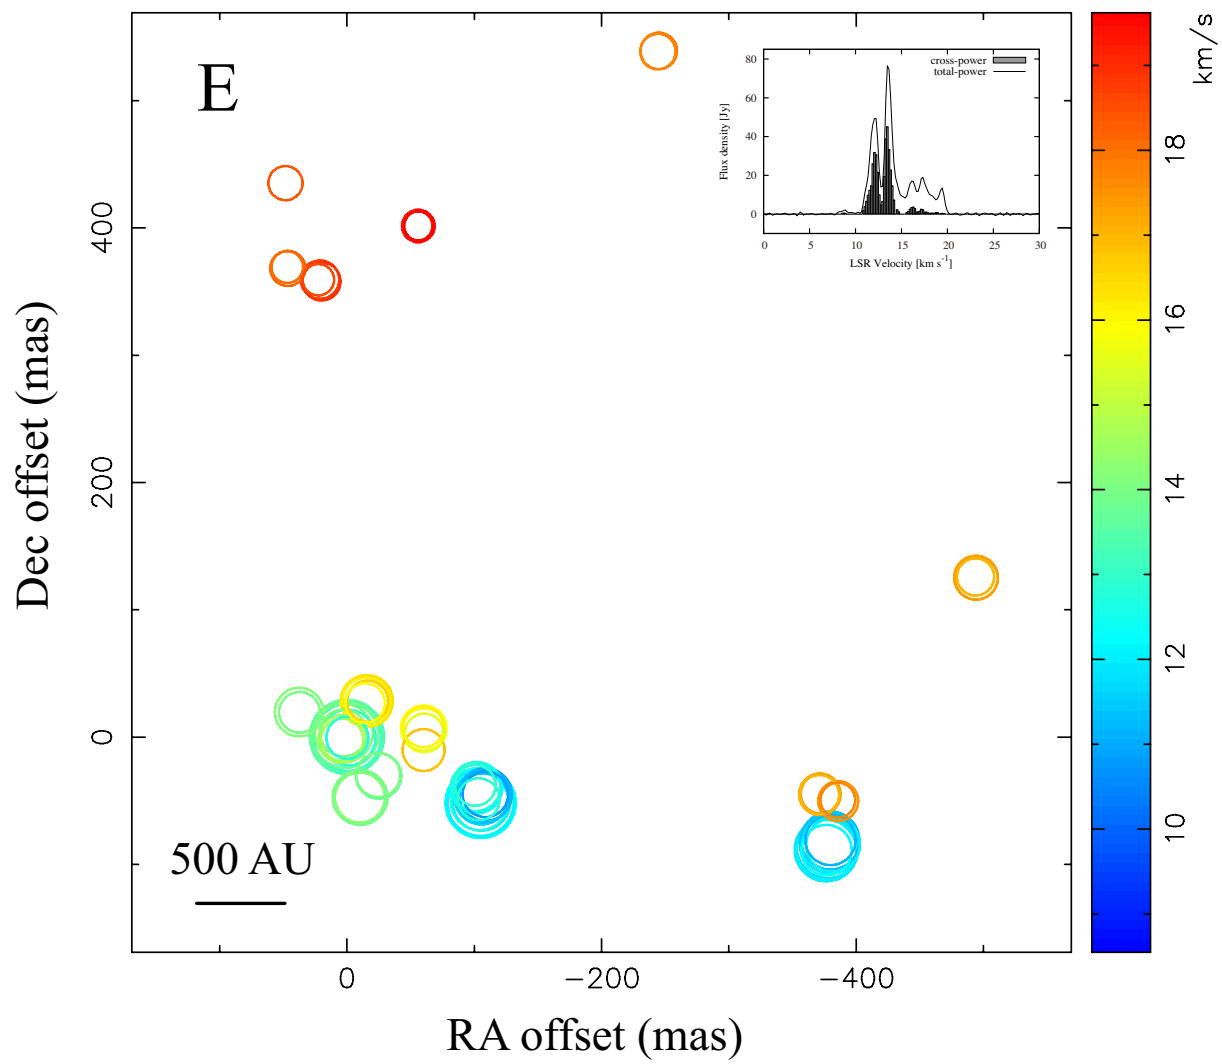 E
km/s
cross-power
total-power
80
60
40
20
0
Flux density [Jy]
0 5 10 15 20 25 30
LSR Velocity [km s⁻¹]
400
200
0
Dec offset (mas)
500 AU
0 −200 −400
RA offset (mas)
18
16
14
12
10